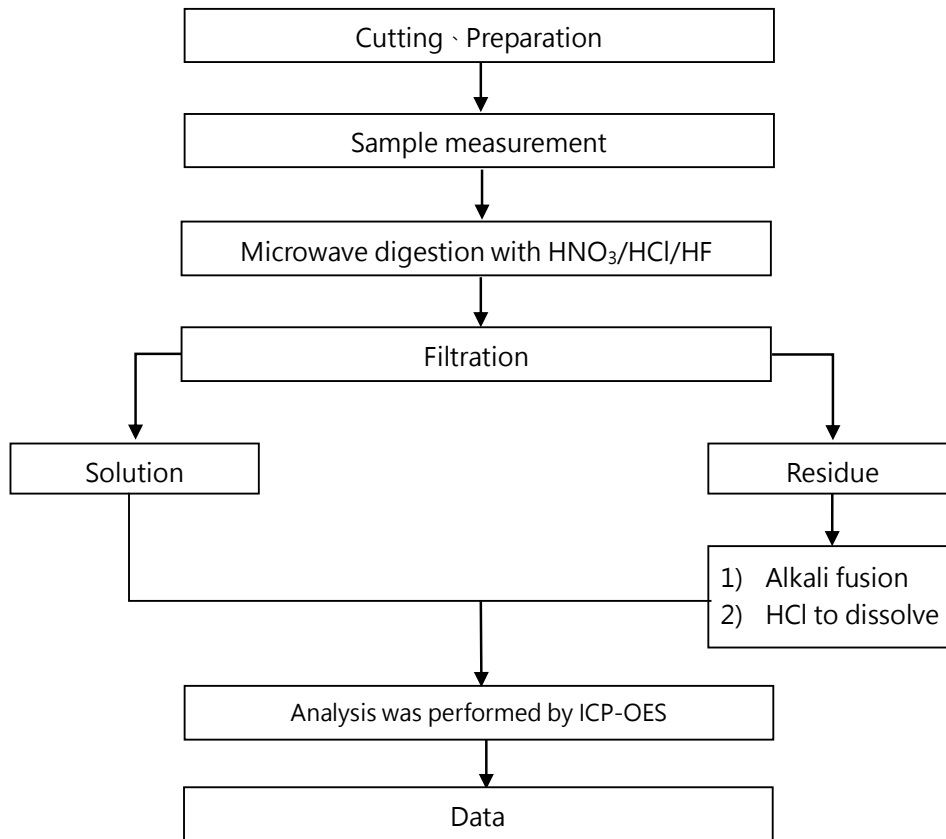 Cutting、Preparation
Sample measurement
Microwave digestion with HNO₃/HCl/HF
Filtration
Solution
Residue
1) Alkali fusion
2) HCl to dissolve
Analysis was performed by ICP-OES
Data